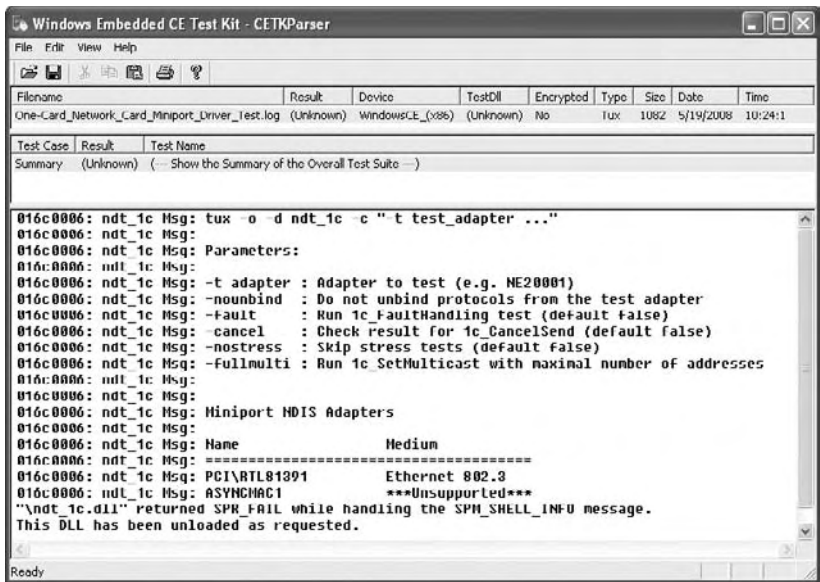 Windows Embedded CE Test Kit - CETKParser
File Edit View Help
Filename Result Device TestDll Encrypted Type Size Date Time
One-Card_Network_Card_Miniport_Driver_Test.log (Unknown) WindowsCE_(x86) (Unknown) No Tux 1082 5/19/2008 10:24:1
Test Case Result Test Name
Summary (Unknown) (--- Show the Summary of the Overall Test Suite ---)
016c0006: ndt_1c Msg: tux -o -d ndt_1c -c "-t test_adapter ..."
016c0006: ndt_1c Msg:
016c0006: ndt_1c Msg: Parameters:
016c0006: ndt_1c Msg:
016c0006: ndt_1c Msg: -t adapter : Adapter to test (e.g. NE20001)
016c0006: ndt_1c Msg: -nounbind : Do not unbind protocols from the test adapter
016c0006: ndt_1c Msg: -fault : Run 1c_FaultHandling test (default false)
016c0006: ndt_1c Msg: -cancel : Check result for 1c_CancelSend (default false)
016c0006: ndt_1c Msg: -nostress : Skip stress tests (default false)
016c0006: ndt_1c Msg: -fullmulti : Run 1c_SetMulticast with maximal number of addresses
016c0006: ndt_1c Msg:
016c0006: ndt_1c Msg:
016c0006: ndt_1c Msg: Miniport NDIS Adapters
016c0006: ndt_1c Msg:
016c0006: ndt_1c Msg: Name Medium
016c0006: ndt_1c Msg: =====================================
016c0006: ndt_1c Msg: PCI\RTL81391 Ethernet 802.3
016c0006: ndt_1c Msg: ASYNCMAC1 ***Unsupported***
"\ndt_1c.dll" returned SPR_FAIL while handling the SPM_SHELL_INFO message.
This DLL has been unloaded as requested.
Ready